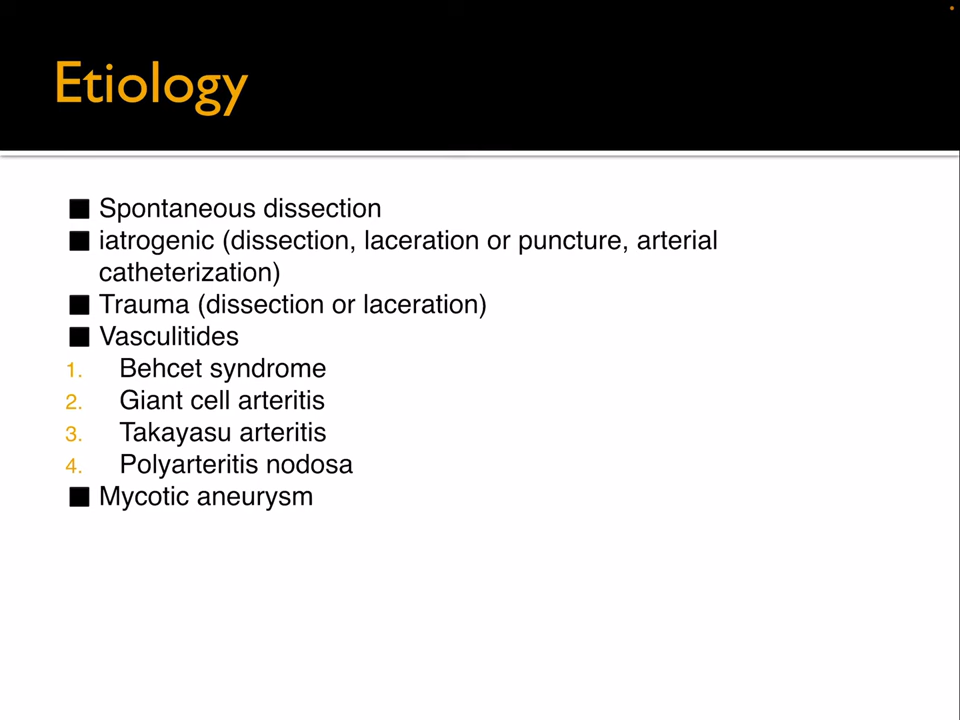 Etiology
■ Spontaneous dissection
■ iatrogenic (dissection, laceration or puncture, arterial
catheterization)
■ Trauma (dissection or laceration)
■ Vasculitides
1. Behcet syndrome
2. Giant cell arteritis
3. Takayasu arteritis
4. Polyarteritis nodosa
■ Mycotic aneurysm